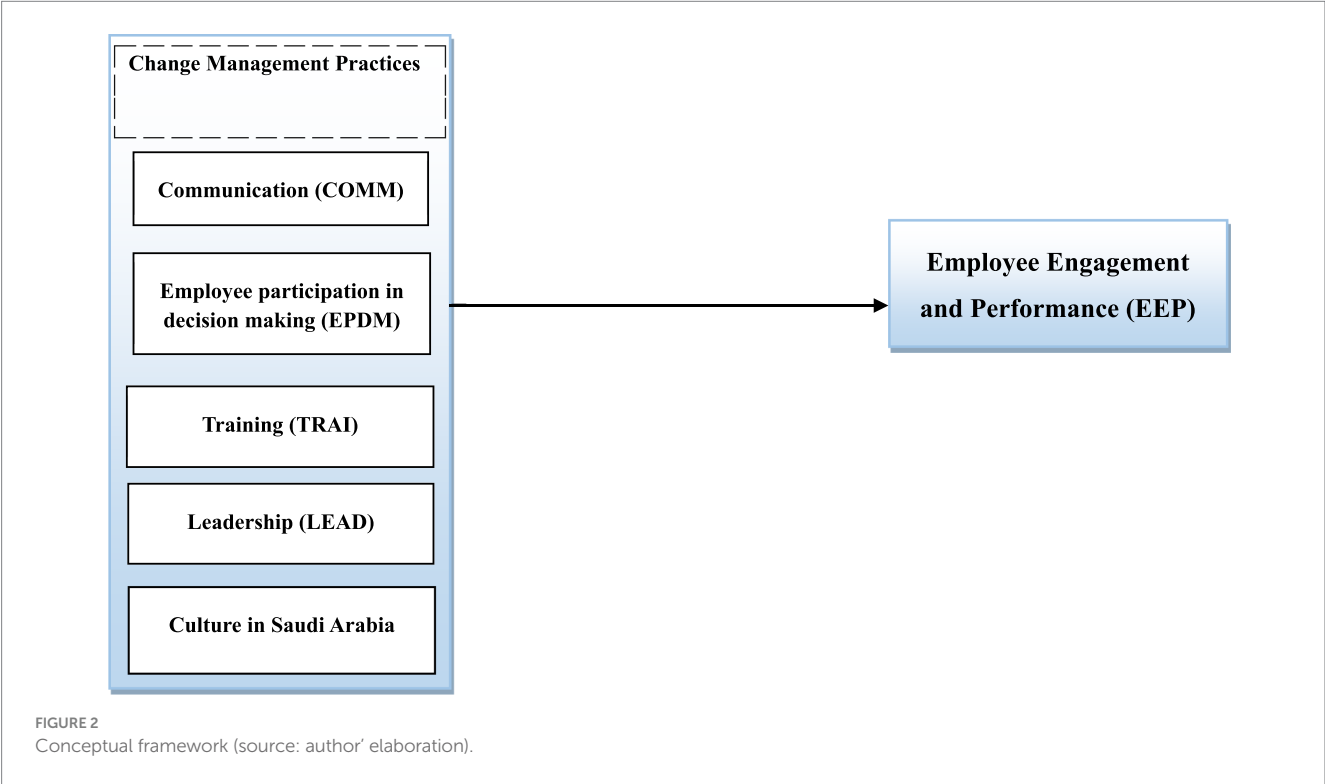 Change Management Practices
Communication (COMM)
Employee participation in
decision making (EPDM)
Training (TRAI)
Leadership (LEAD)
Culture in Saudi Arabia
Employee Engagement
and Performance (EEP)
FIGURE 2
Conceptual framework (source: author’ elaboration).